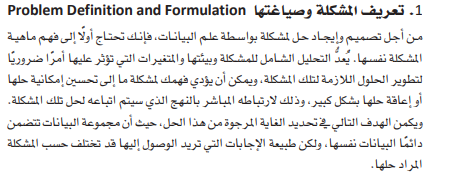 1. تعريف المشكلة وصياغتها Problem Definition and Formulation
من أجل تصميم وإيجاد حل لمشكلة بواسطة علم البيانات، فإنك تحتاج أولًا إلى فهم ماهية
المشكلة نفسها. يُعدُّ التحليل الشامل للمشكلة وبيئتها والمتغيرات التي تؤثر عليها أمرًا ضروريًا
لتطوير الحلول اللازمة لتلك المشكلة، ويمكن أن يؤدي فهمك لمشكلة ما إلى تحسين إمكانية حلها
أو إعاقة حلها بشكل كبير، وذلك لارتباطه المباشر بالنهج الذي سيتم اتباعه لحل تلك المشكلة.
ويكمن الهدف التالي في تحديد الغاية المرجوة من هذا الحل، حيث أن مجموعة البيانات تتضمن
دائمًا البيانات نفسها، ولكن طبيعة الإجابات التي تريد الوصول إليها قد تختلف حسب المشكلة
المراد حلها.